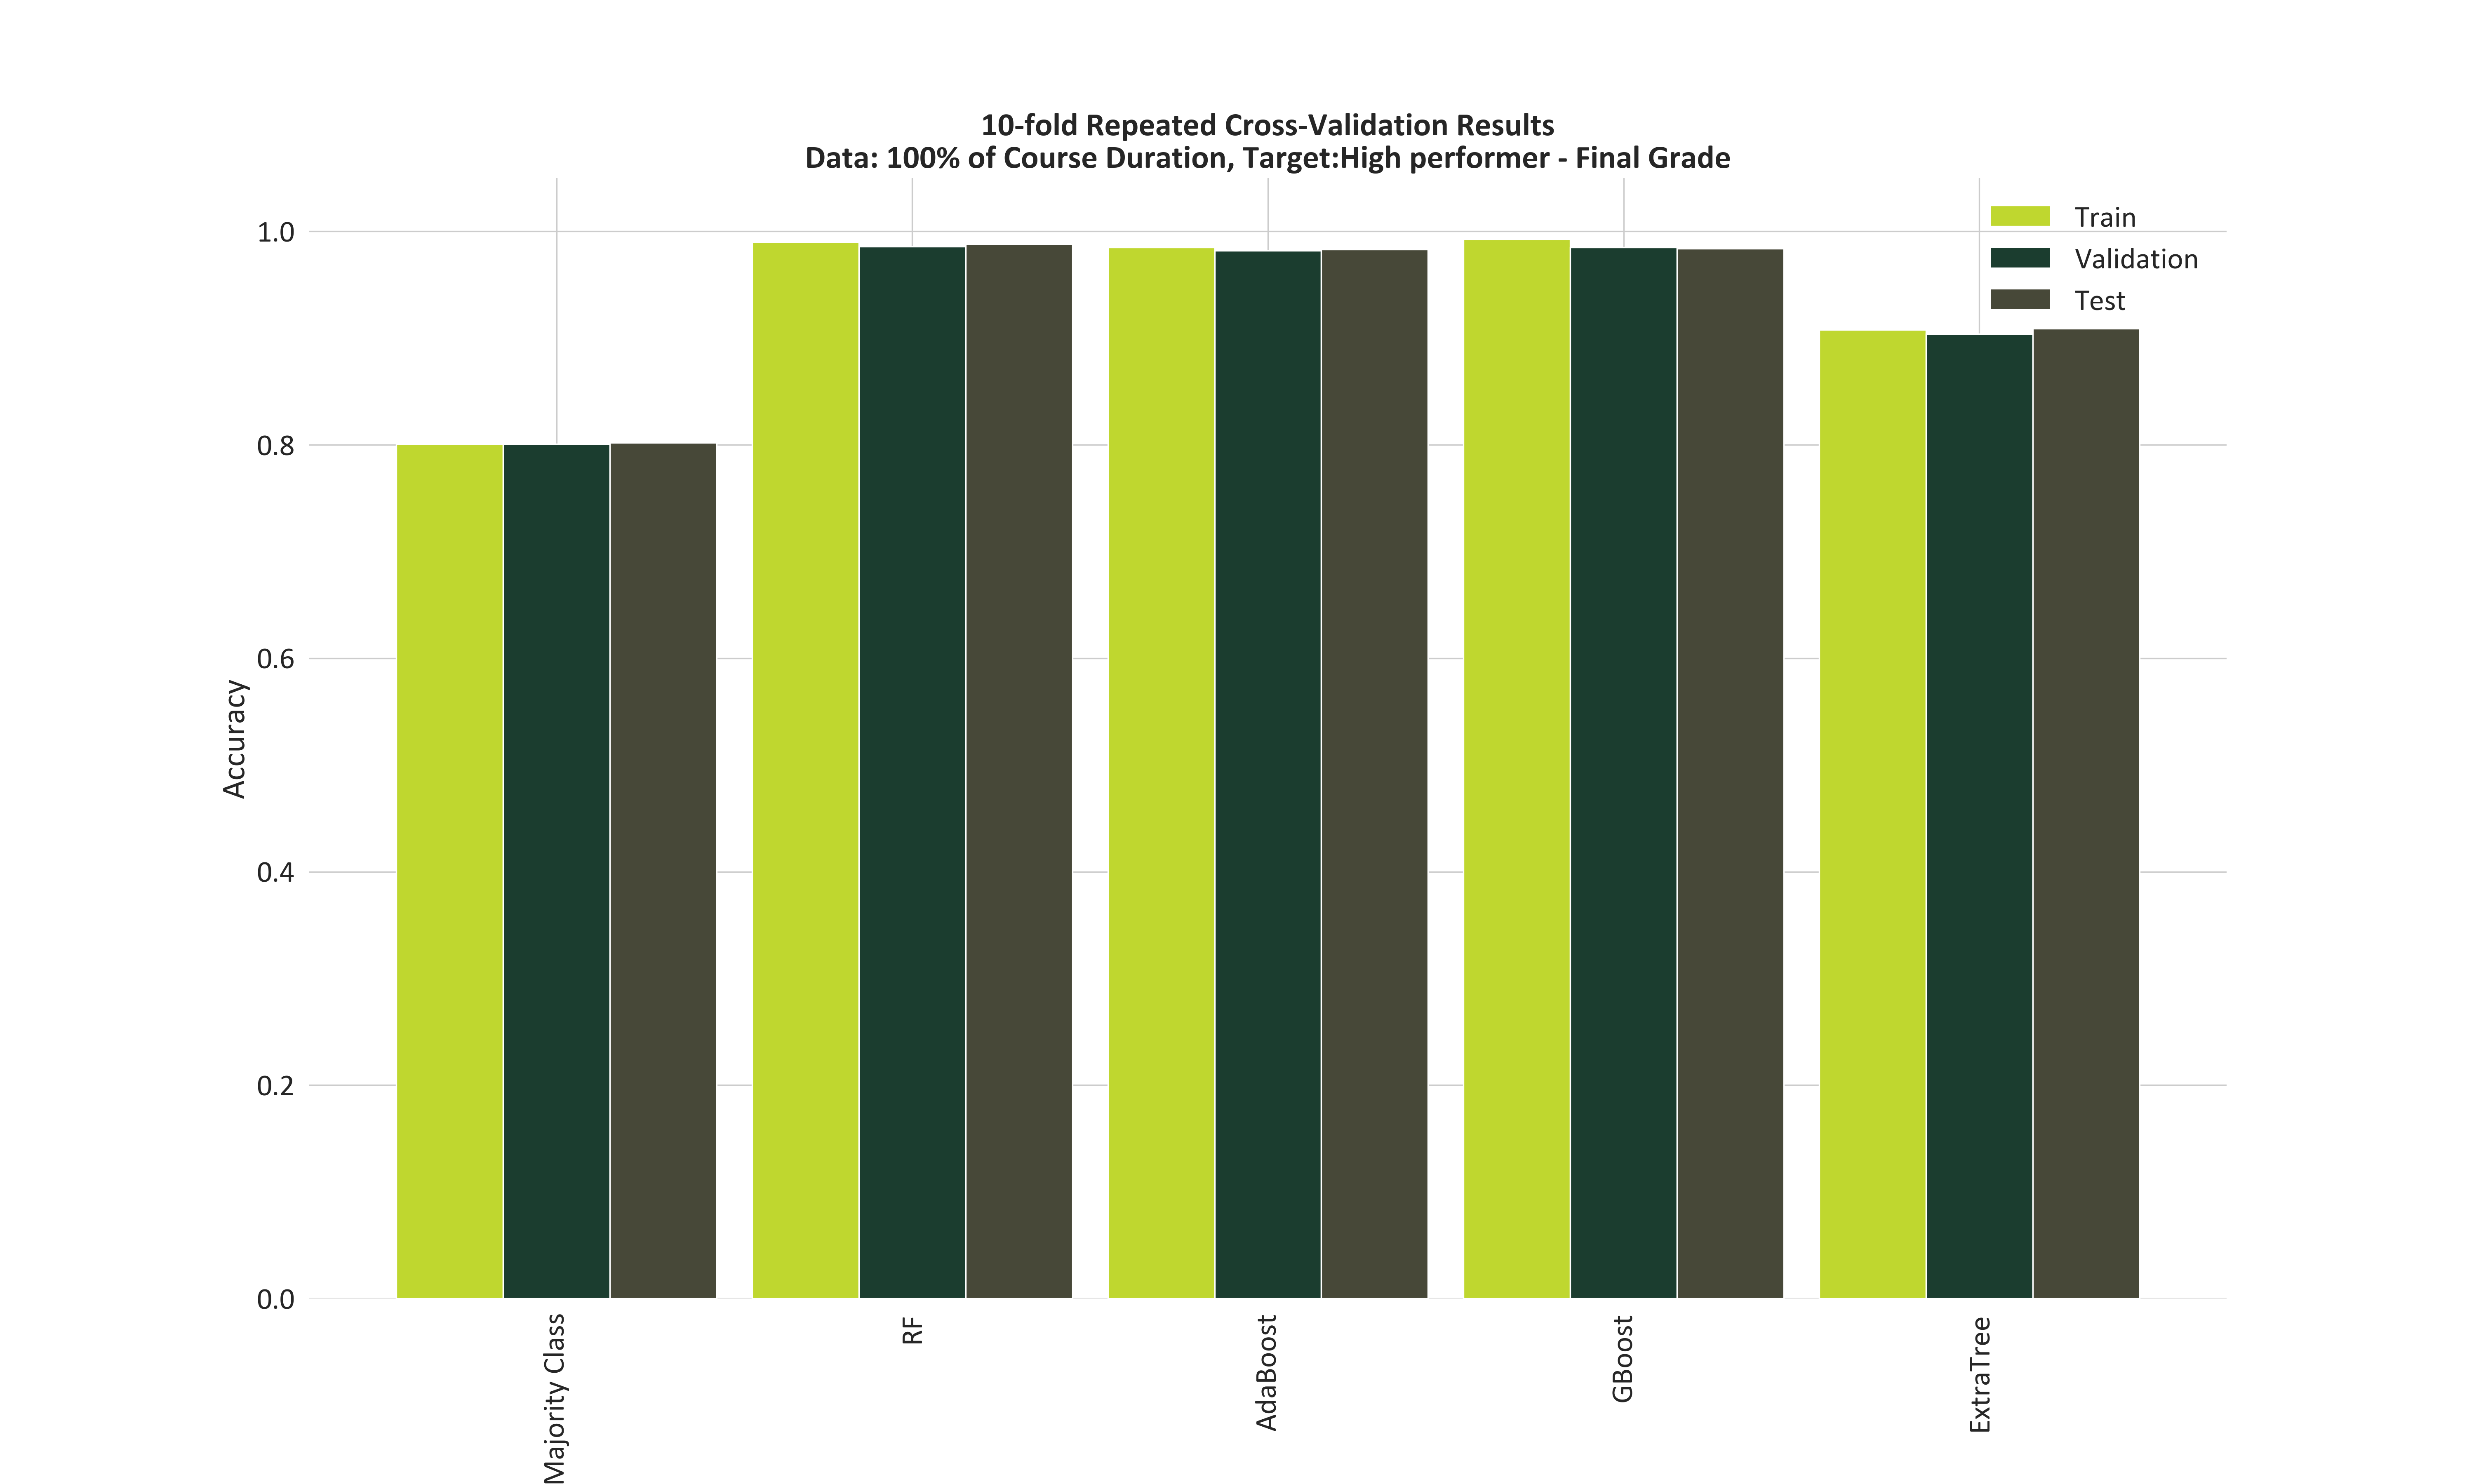 10-fold Repeated Cross-Validation Results
Data: 100% of Course Duration, Target:High performer - Final Grade
Train
Validation
Test
1.0
0.8
0.6
0.4
0.2
0.0
Accuracy
Majority Class
RF
AdaBoost
GBoost
ExtraTree